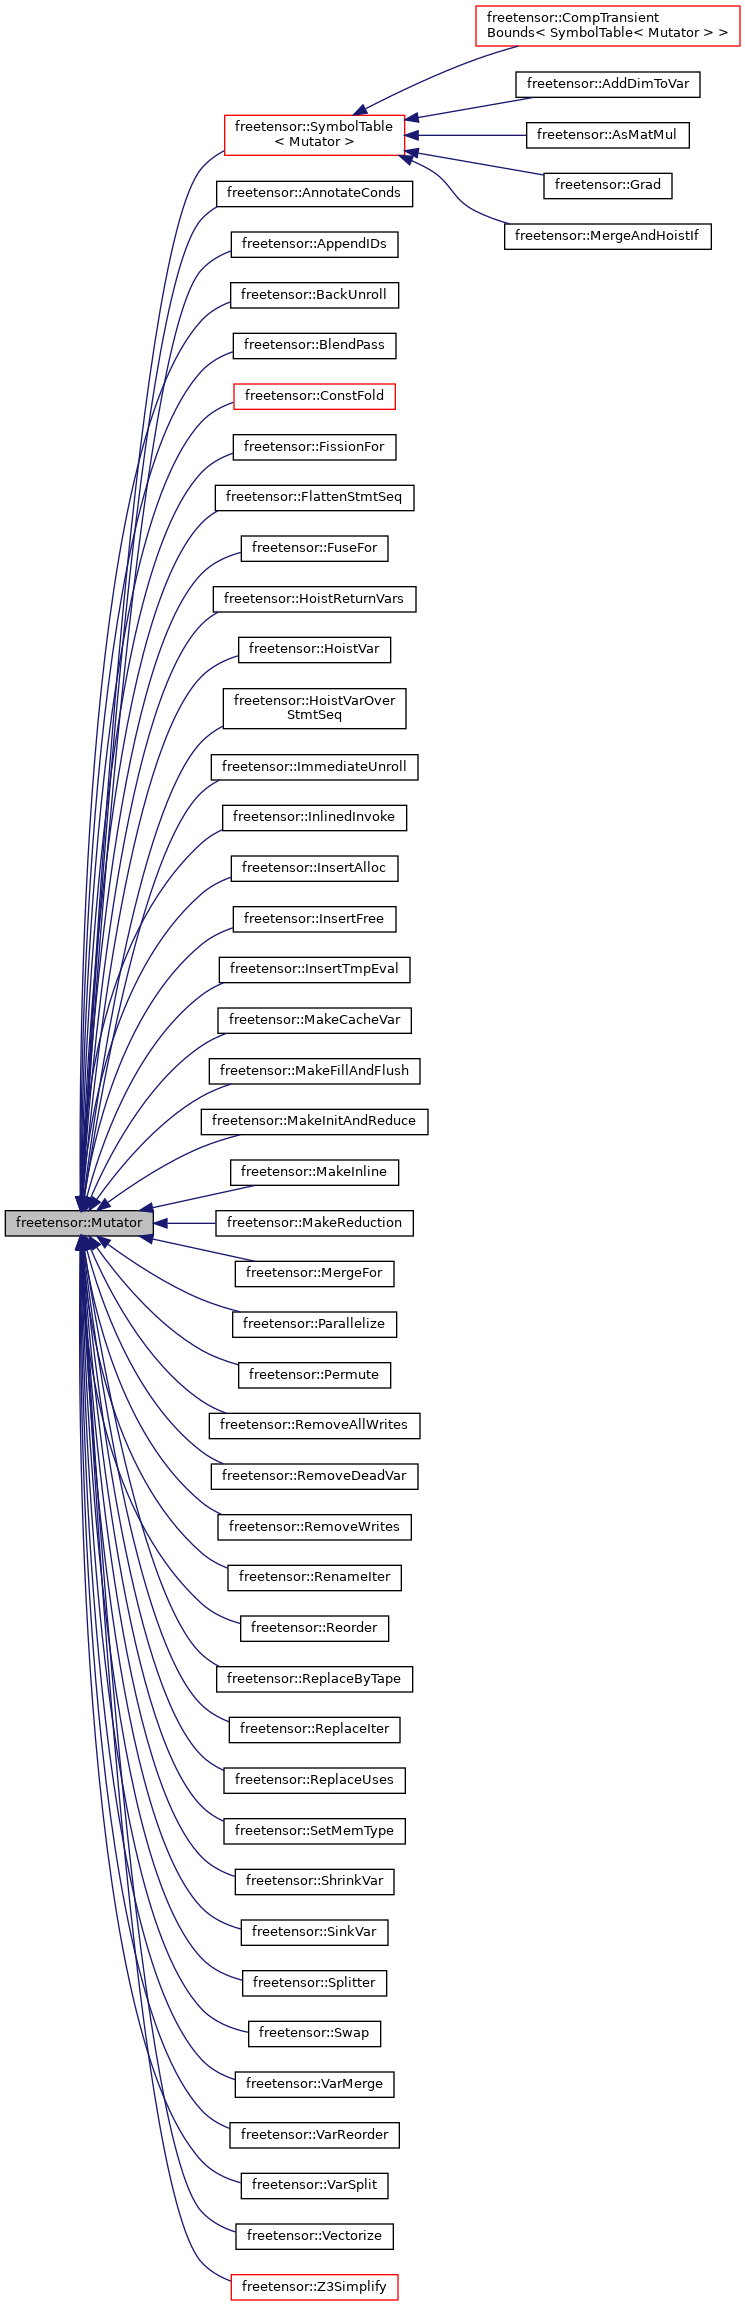 freetensor::CompTransient
Bounds< SymbolTable< Mutator > >
freetensor::AddDimToVar
freetensor::SymbolTable
< Mutator >
freetensor::AsMatMul
freetensor::Grad
freetensor::MergeAndHoistIf
freetensor::AnnotateConds
freetensor::AppendIDs
freetensor::BackUnroll
freetensor::BlendPass
freetensor::ConstFold
freetensor::FissionFor
freetensor::FlattenStmtSeq
freetensor::FuseFor
freetensor::HoistReturnVars
freetensor::HoistVar
freetensor::HoistVarOver
StmtSeq
freetensor::ImmediateUnroll
freetensor::InlinedInvoke
freetensor::InsertAlloc
freetensor::InsertFree
freetensor::InsertTmpEval
freetensor::MakeCacheVar
freetensor::MakeFillAndFlush
freetensor::MakeInitAndReduce
freetensor::MakeInline
freetensor::Mutator
freetensor::MakeReduction
freetensor::MergeFor
freetensor::Parallelize
freetensor::Permute
freetensor::RemoveAllWrites
freetensor::RemoveDeadVar
freetensor::RemoveWrites
freetensor::RenameIter
freetensor::Reorder
freetensor::ReplaceByTape
freetensor::ReplaceIter
freetensor::ReplaceUses
freetensor::SetMemType
freetensor::ShrinkVar
freetensor::SinkVar
freetensor::Splitter
freetensor::Swap
freetensor::VarMerge
freetensor::VarReorder
freetensor::VarSplit
freetensor::Vectorize
freetensor::Z3Simplify